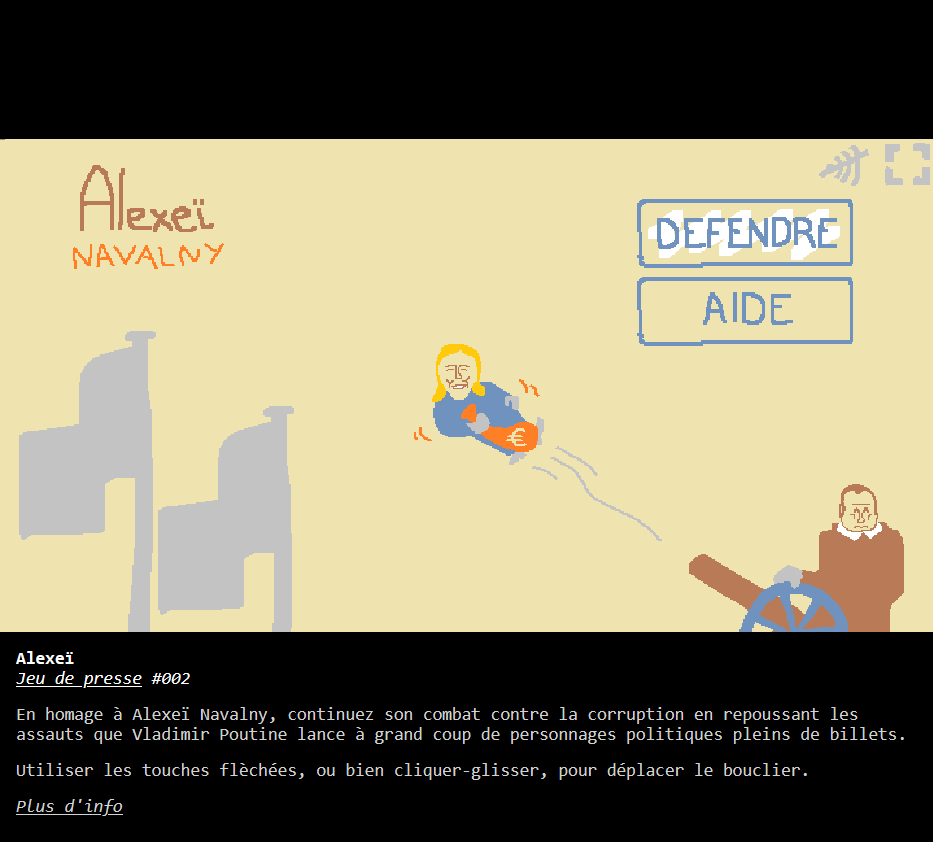 Alexeï
NAVALNY
DEFENDRE
AIDE
€
Alexeï
Jeu de presse #002
En homage à Alexeï Navalny, continuez son combat contre la corruption en repoussant les
assauts que Vladimir Poutine lance à grand coup de personnages politiques pleins de billets.
Utiliser les touches flèchées, ou bien cliquer-glisser, pour déplacer le bouclier.
Plus d'info